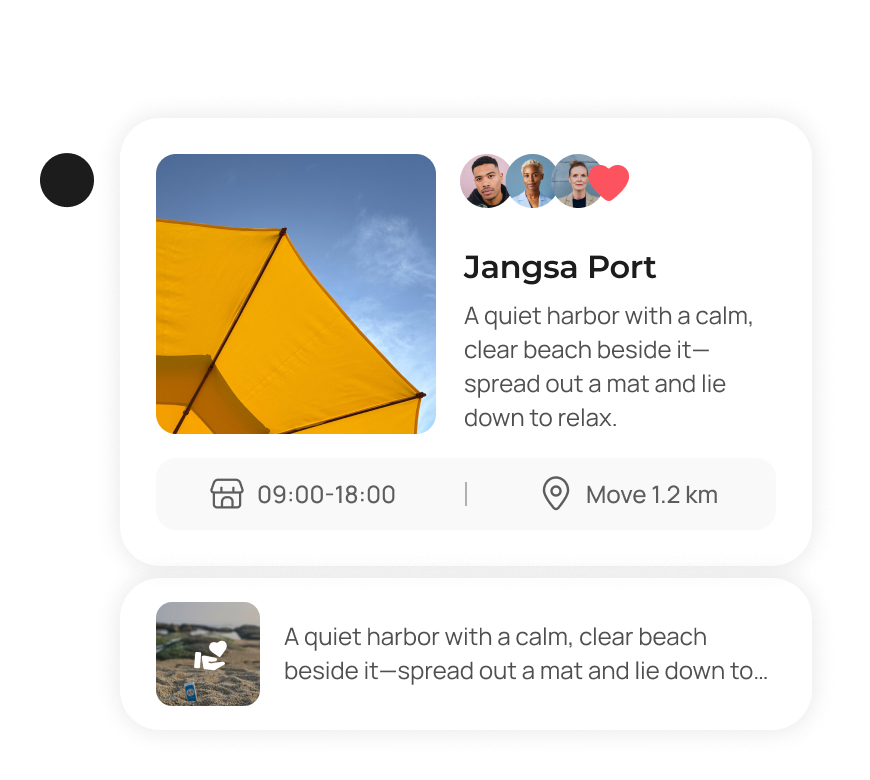 Jangsa Port
A quiet harbor with a calm,
clear beach beside it—
spread out a mat and lie
down to relax.
09:00-18:00 | Move 1.2 km
A quiet harbor with a calm, clear beach
beside it—spread out a mat and lie down to…